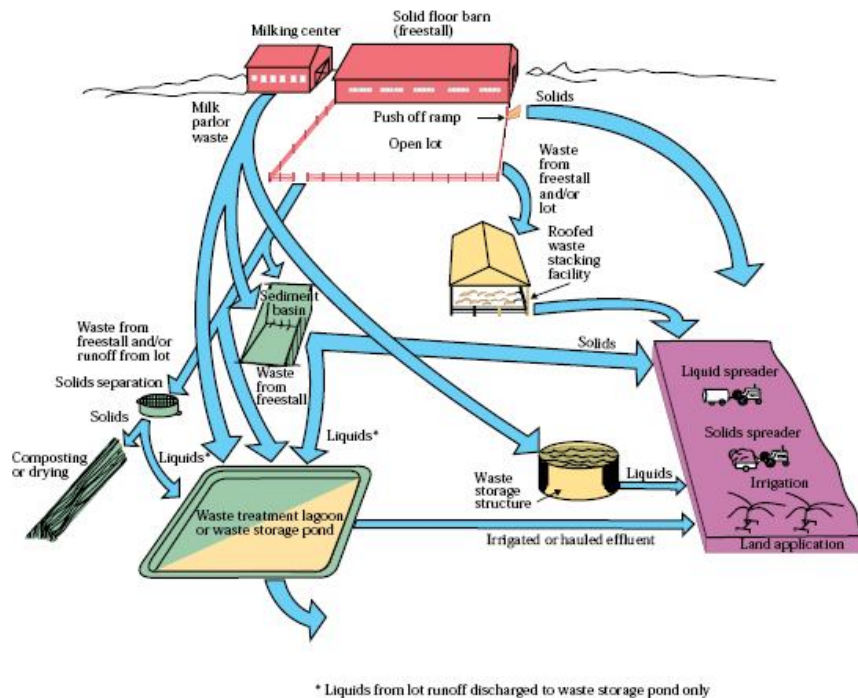 Solid floor barn
(freestall)
Milking center
Solids
Milk
parlor
waste
Push off ramp
Open lot
Waste
from
freestall
and/or
lot
Roofed
waste
stacking
facility
Sediment
basin
Waste from
freestall and/or
runoff from lot
Solids separation
Waste
from
freestall
Solids
Liquid spreader
Solids
Liquids*
Liquids*
Composting
or drying
Solids spreader
Waste
storage
structure
Liquids
Irrigation
Waste treatment lagoon
or waste storage pond
Irrigated or hauled effluent
Land application
* Liquids from lot runoff discharged to waste storage pond only